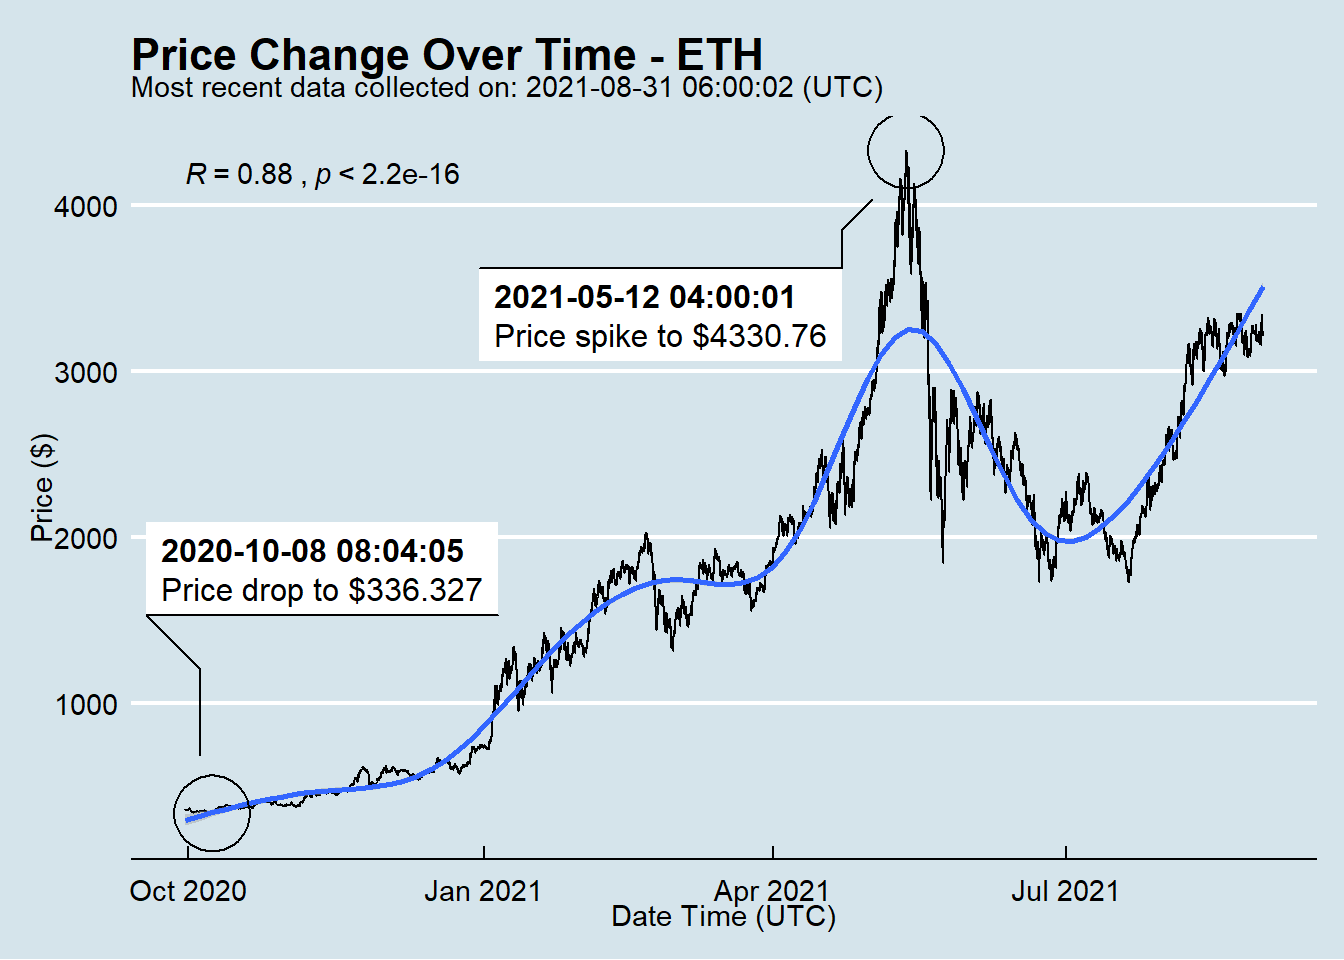 Price Change Over Time - ETH
Most recent data collected on: 2021-08-31 06:00:02 (UTC)
R = 0.88 , p < 2.2e-16
4000
2021-05-12 04:00:01
Price spike to $4330.76
3000
Price ($)
2000
2020-10-08 08:04:05
Price drop to $336.327
1000
Oct 2020
Jan 2021
Apr 2021
Jul 2021
Date Time (UTC)